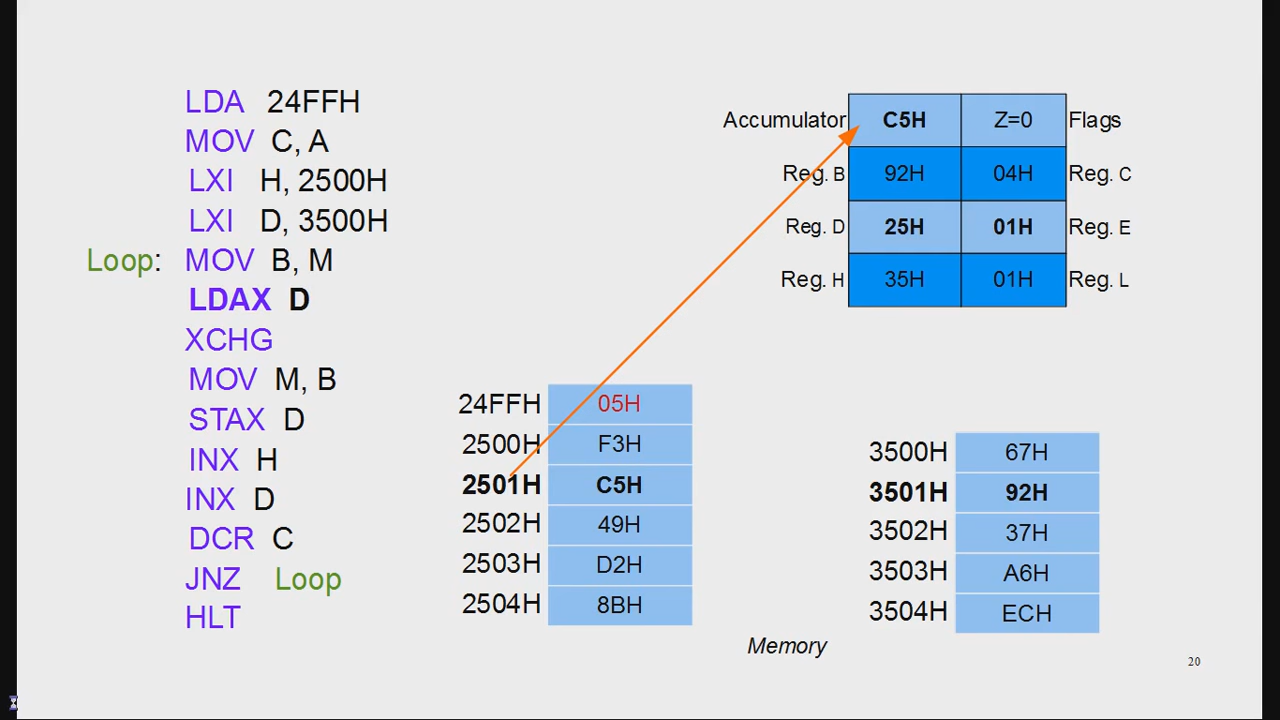 LDA 24FFH
MOV C, A
LXI H, 2500H
LXI D, 3500H
Loop: MOV B, M
LDAX D
XCHG
MOV M, B
STAX D
INX H
INX D
DCR C
JNZ Loop
HLT
Accumulator C5H Z=0 Flags
Reg. B 92H 04H Reg. C
Reg. D 25H 01H Reg. E
Reg. H 35H 01H Reg. L
24FFH 05H
2500H F3H
2501H C5H
2502H 49H
2503H D2H
2504H 8BH
3500H 67H
3501H 92H
3502H 37H
3503H A6H
3504H ECH
Memory
20